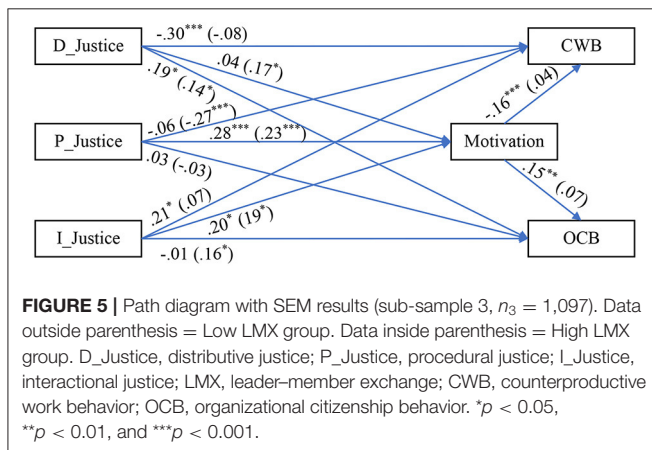 -.30*** (-.08)
D_Justice
CWB
.04 (.17*)
.19* (.14*)
-.16*** (.04)
-.06 (-.27***)
P_Justice
.28*** (.23***)
Motivation
.03 (-.03)
.15** (.07)
.21* (.07)
.20* (19*)
I_Justice
OCB
-.01 (.16*)
FIGURE 5 | Path diagram with SEM results (sub-sample 3, n3 = 1,097). Data
outside parenthesis = Low LMX group. Data inside parenthesis = High LMX
group. D_Justice, distributive justice; P_Justice, procedural justice; I_Justice,
interactional justice; LMX, leader–member exchange; CWB, counterproductive
work behavior; OCB, organizational citizenship behavior. *p < 0.05,
**p < 0.01, and ***p < 0.001.